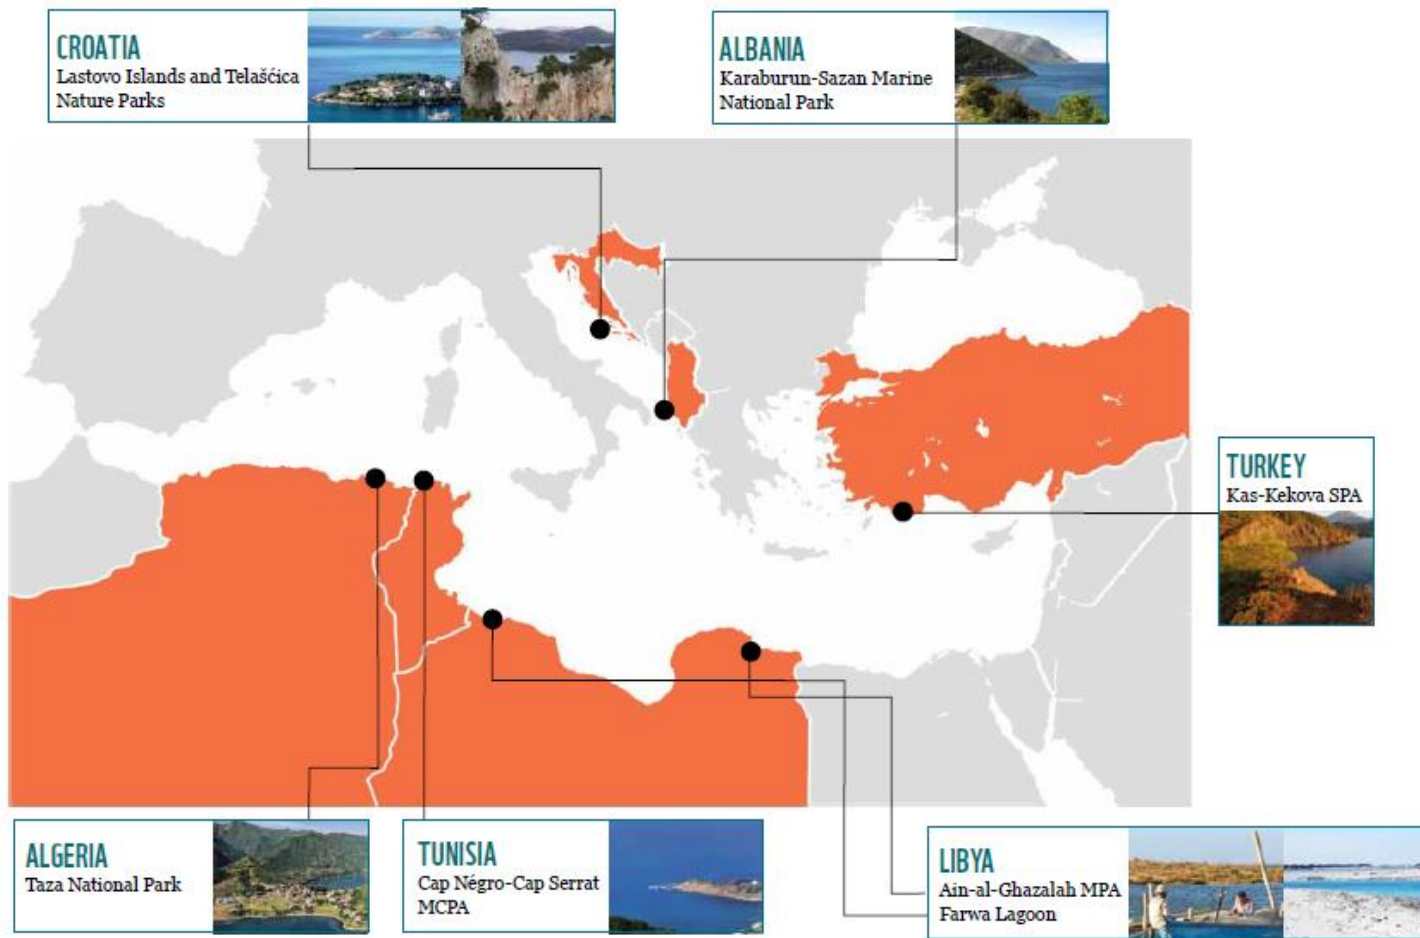 CROATIA
Lastovo Islands and Telašćica
Nature Parks
ALBANIA
Karaburun-Sazan Marine
National Park
TURKEY
Kas-Kekova SPA
ALGERIA
Taza National Park
TUNISIA
Cap Négro-Cap Serrat
MCPA
LIBYA
Ain-al-Ghazalah MPA
Farwa Lagoon